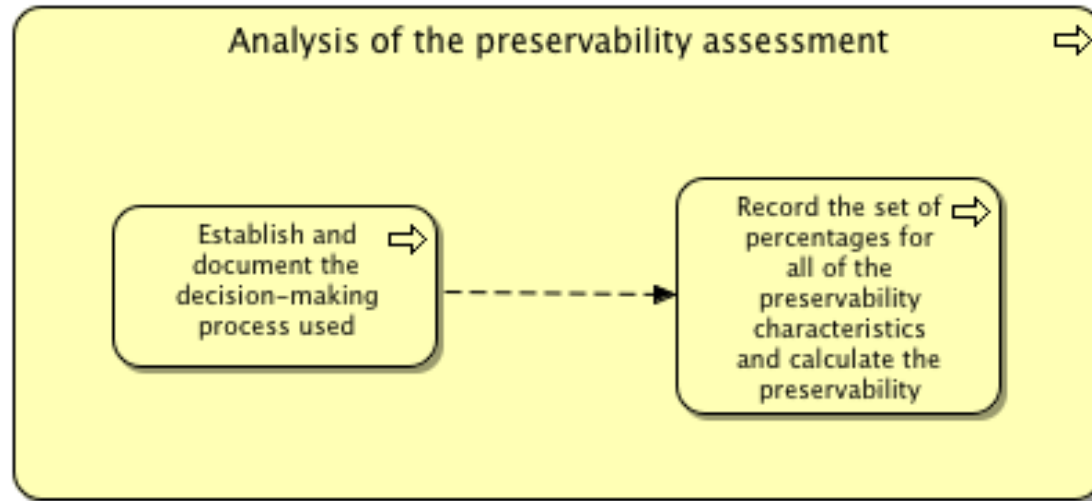 Analysis of the preservability assessment
Establish and
document the
decision-making
process used
Record the set of
percentages for
all of the
preservability
characteristics
and calculate the
preservability